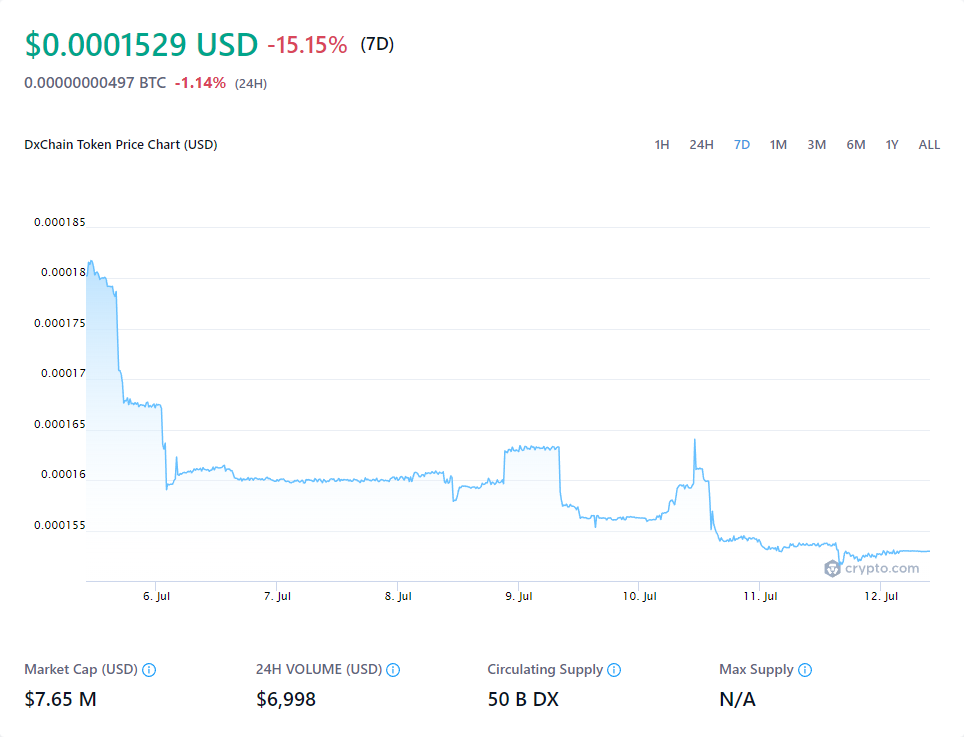 $0.0001529 USD -15.15% (7D)
0.00000000497 BTC -1.14% (24H)
DxChain Token Price Chart (USD) 1H 24H 7D 1M 3M 6M 1Y ALL
0.000185
0.00018
0.000175
0.00017
0.000165
0.00016
0.000155
crypto.com
6. Jul 7. Jul 8. Jul 9. Jul 10. Jul 11. Jul 12. Jul
Market Cap (USD) 24H VOLUME (USD) Circulating Supply Max Supply
$7.65 M $6,998 50 B DX N/A